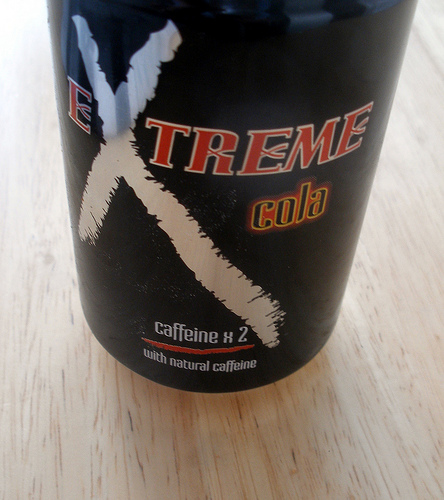 EXTREME
cola
caffeine x 2
with natural caffeine